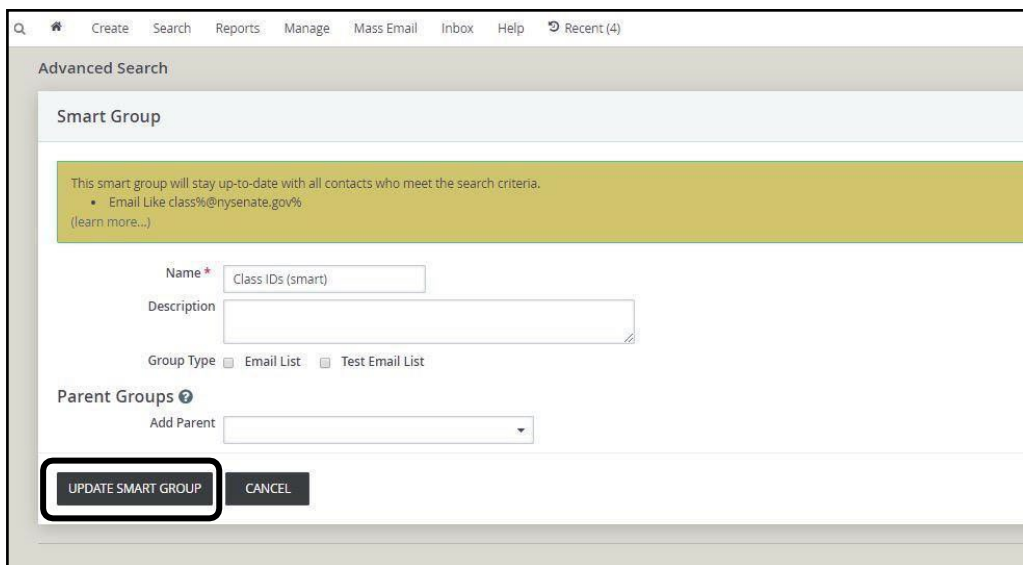 Create Search Reports Manage Mass Email Inbox Help Recent (4)
Advanced Search
Smart Group
This smart group will stay up-to-date with all contacts who meet the search criteria.
• Email Like class%@nysenate.gov%
(learn more...)
Name * Class IDs (smart)
Description
Group Type Email List Test Email List
Parent Groups ?
Add Parent
UPDATE SMART GROUP CANCEL